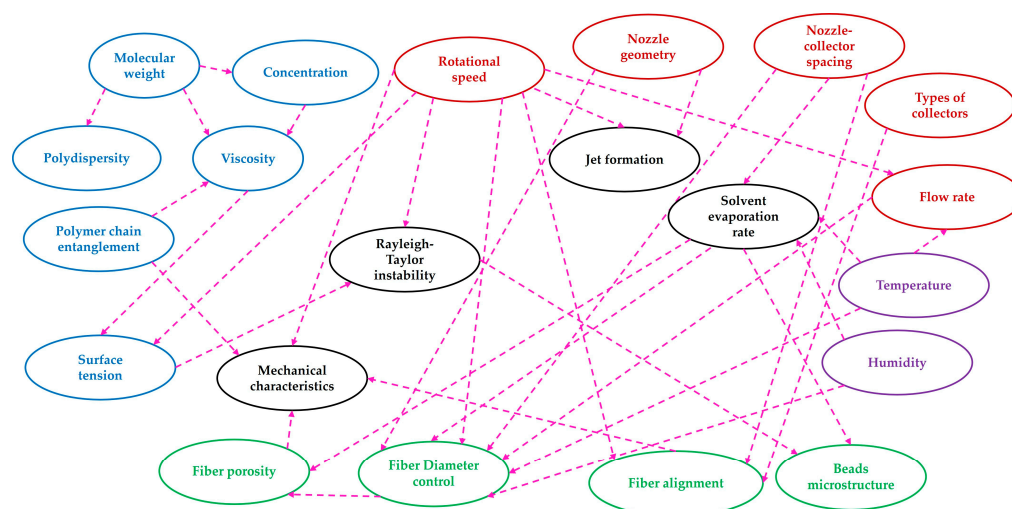 Molecular
weight
Concentration
Rotational
speed
Nozzle
geometry
Nozzle-
collector
spacing
Types of
collectors
Polydispersity
Viscosity
Jet formation
Solvent
evaporation
rate
Flow rate
Polymer chain
entanglement
Rayleigh-
Taylor
instability
Temperature
Surface
tension
Mechanical
characteristics
Humidity
Fiber porosity
Fiber Diameter
control
Fiber alignment
Beads
microstructure